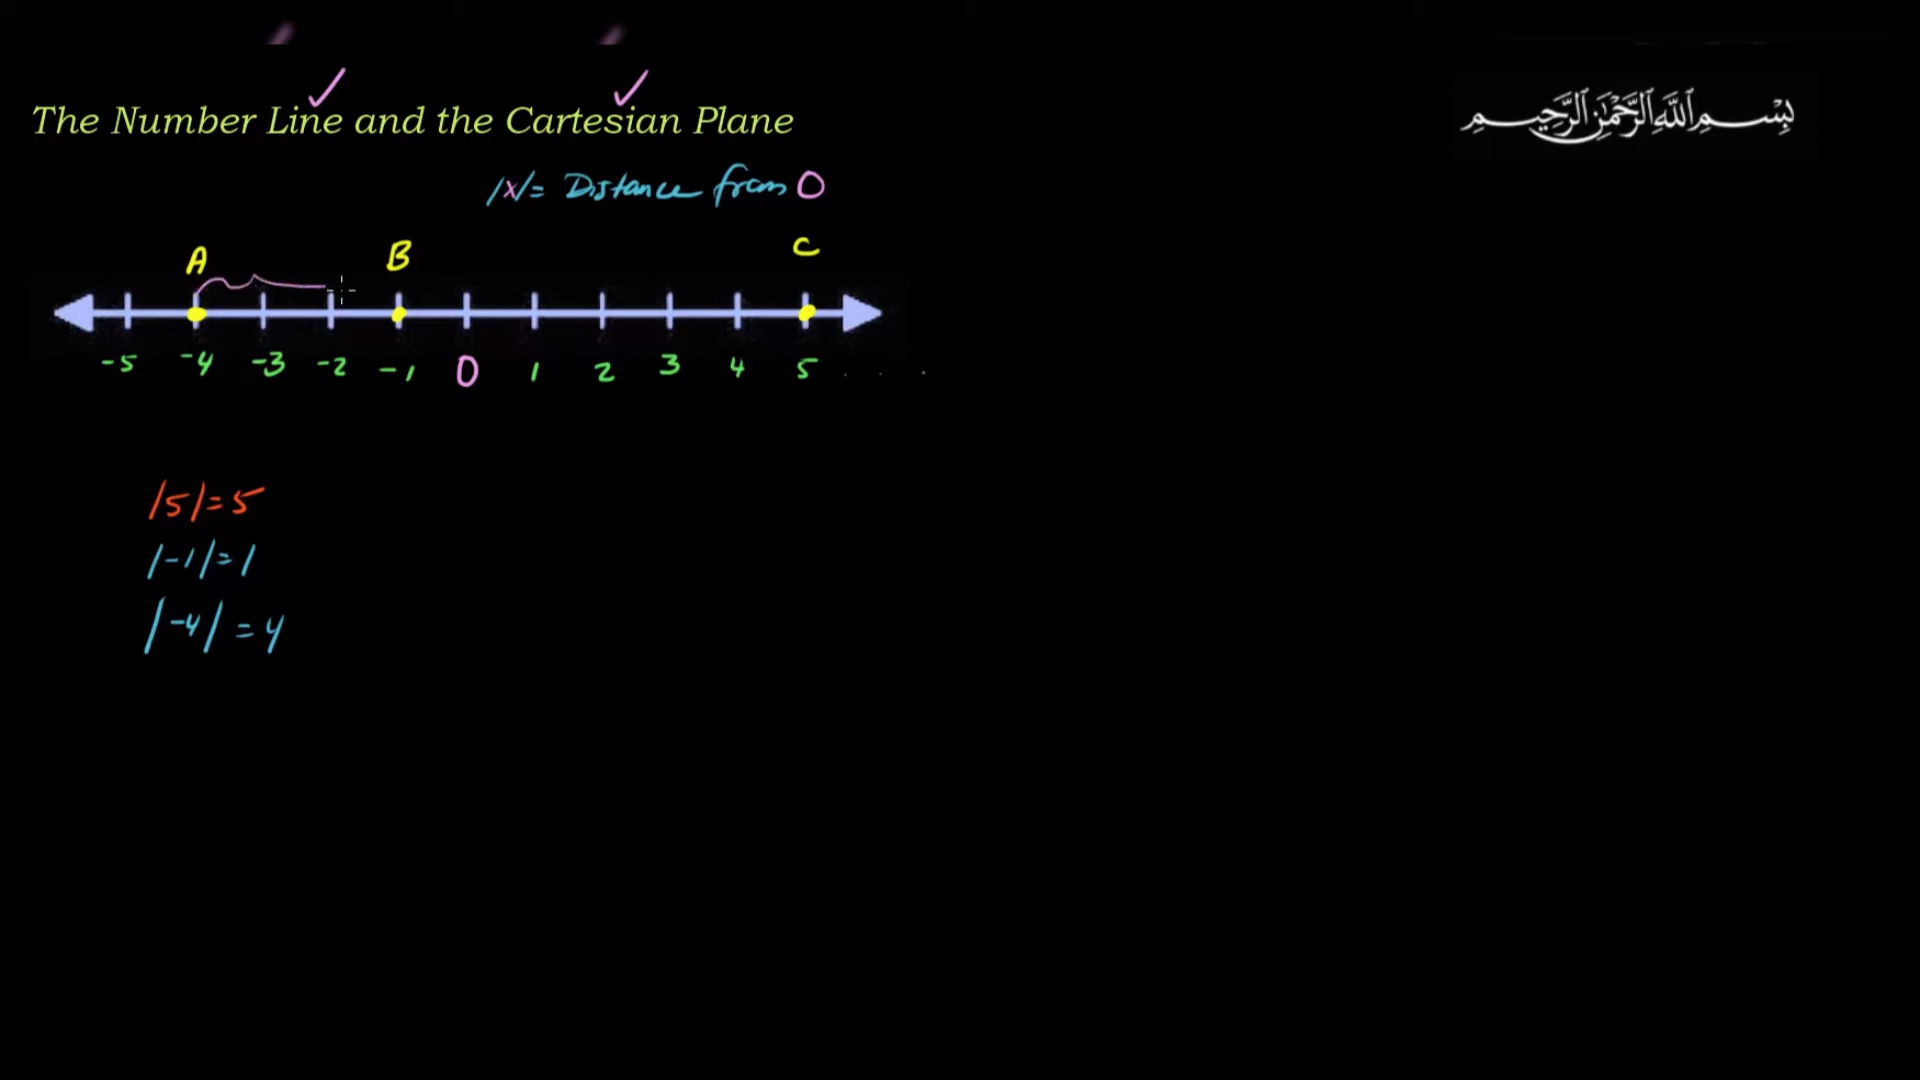 The Number Line and the Cartesian Plane
بِسْمِ اللَّهِ الرَّحْمَٰنِ الرَّحِيمِ
|x|= Distance from 0
A B C
-5 -4 -3 -2 -1 0 1 2 3 4 5 . . .
|5|=5
|-1|=1
|-4|=4